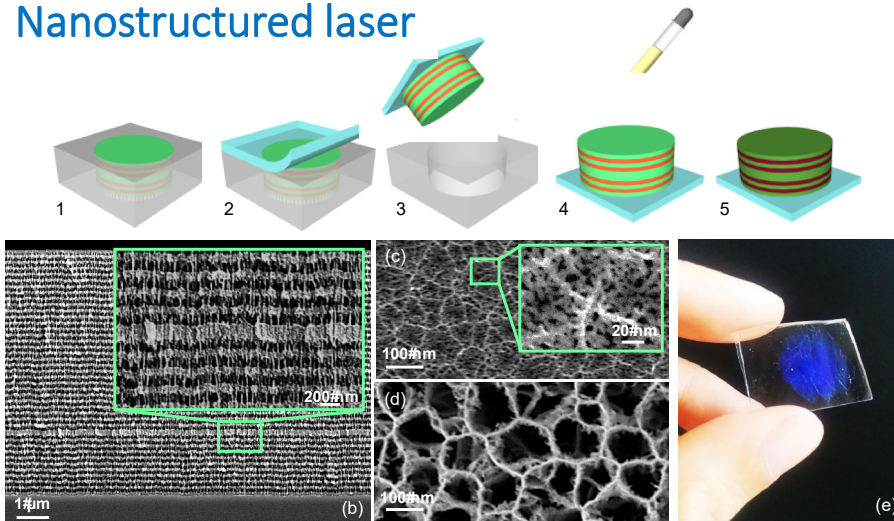 Nanostructured laser
1
2
3
4
5
(c)
20#nm
100#nm
200#nm
(d)
1#µm
(b)
100#nm
(e)